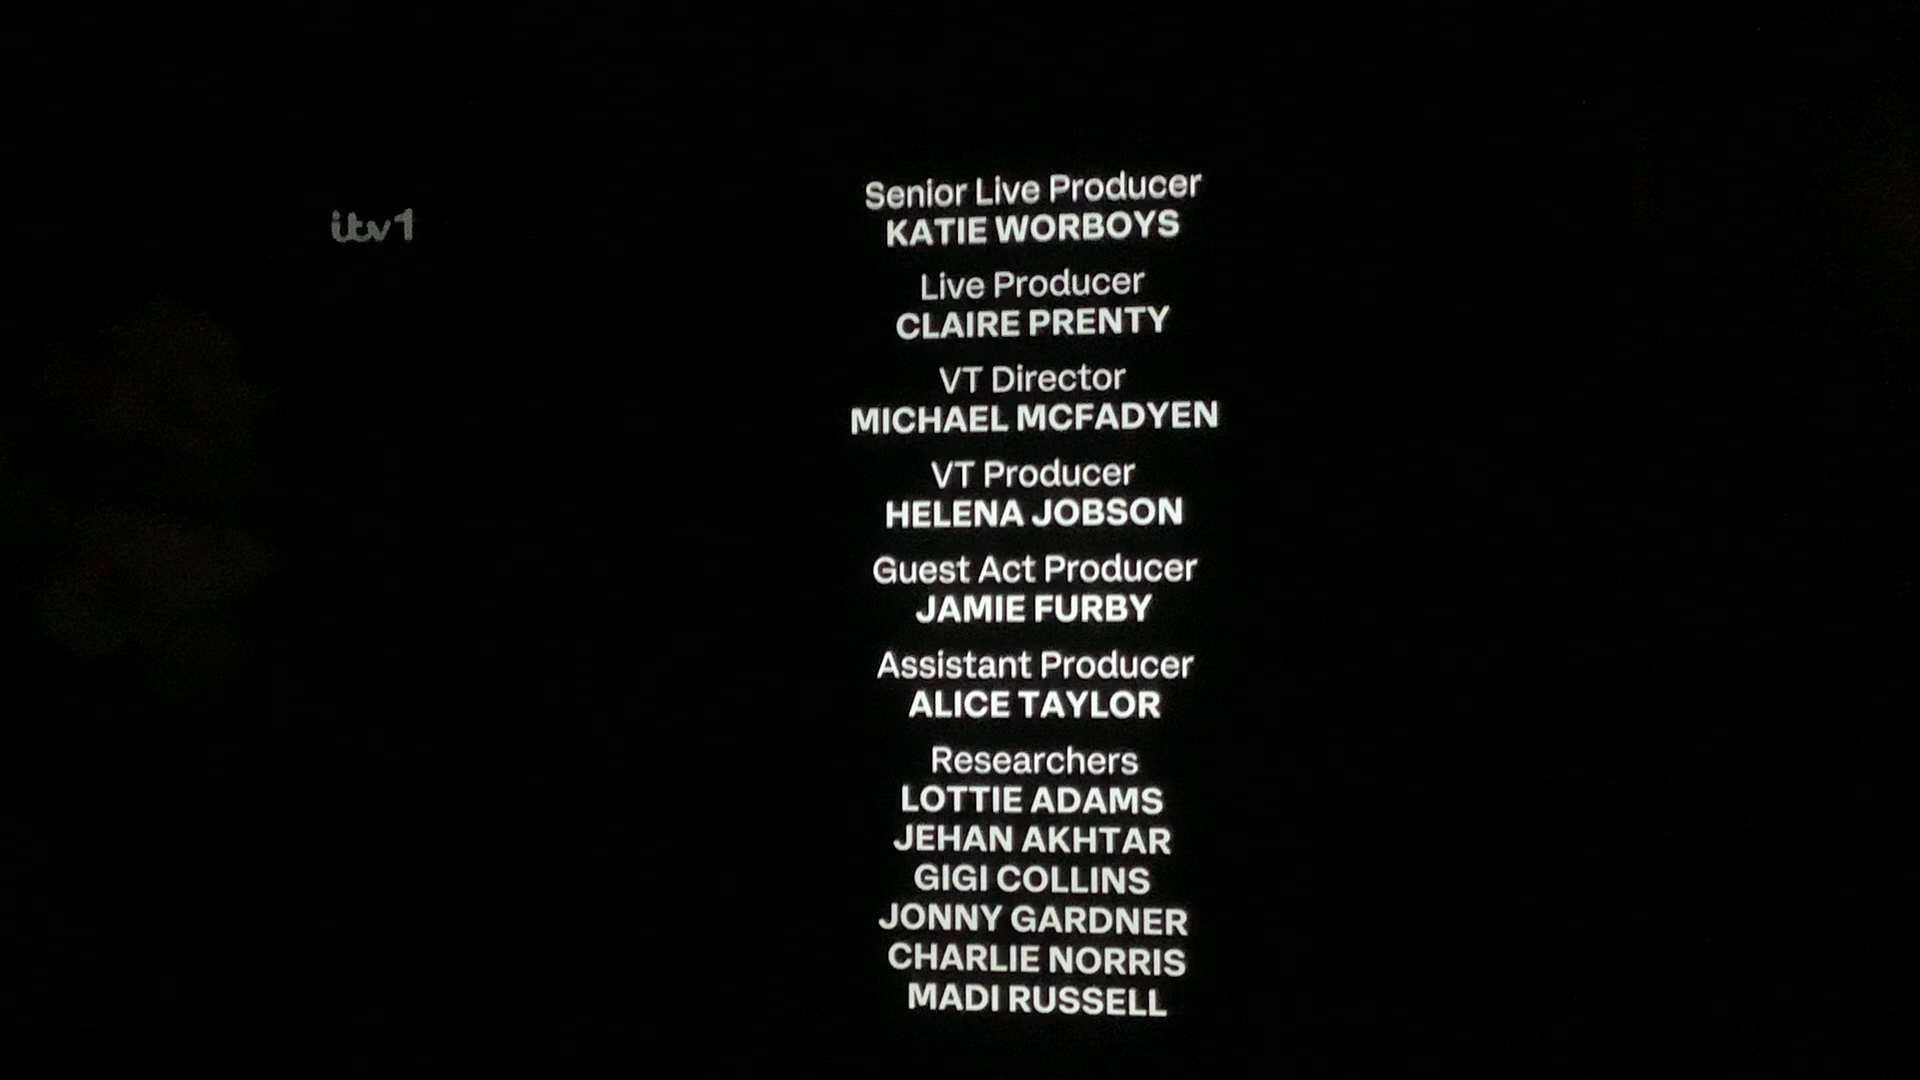 itv1
Senior Live Producer
KATIE WORBOYS
Live Producer
CLAIRE PRENTY
VT Director
MICHAEL MCFADYEN
VT Producer
HELENA JOBSON
Guest Act Producer
JAMIE FURBY
Assistant Producer
ALICE TAYLOR
Researchers
LOTTIE ADAMS
JEHAN AKHTAR
GIGI COLLINS
JONNY GARDNER
CHARLIE NORRIS
MADI RUSSELL